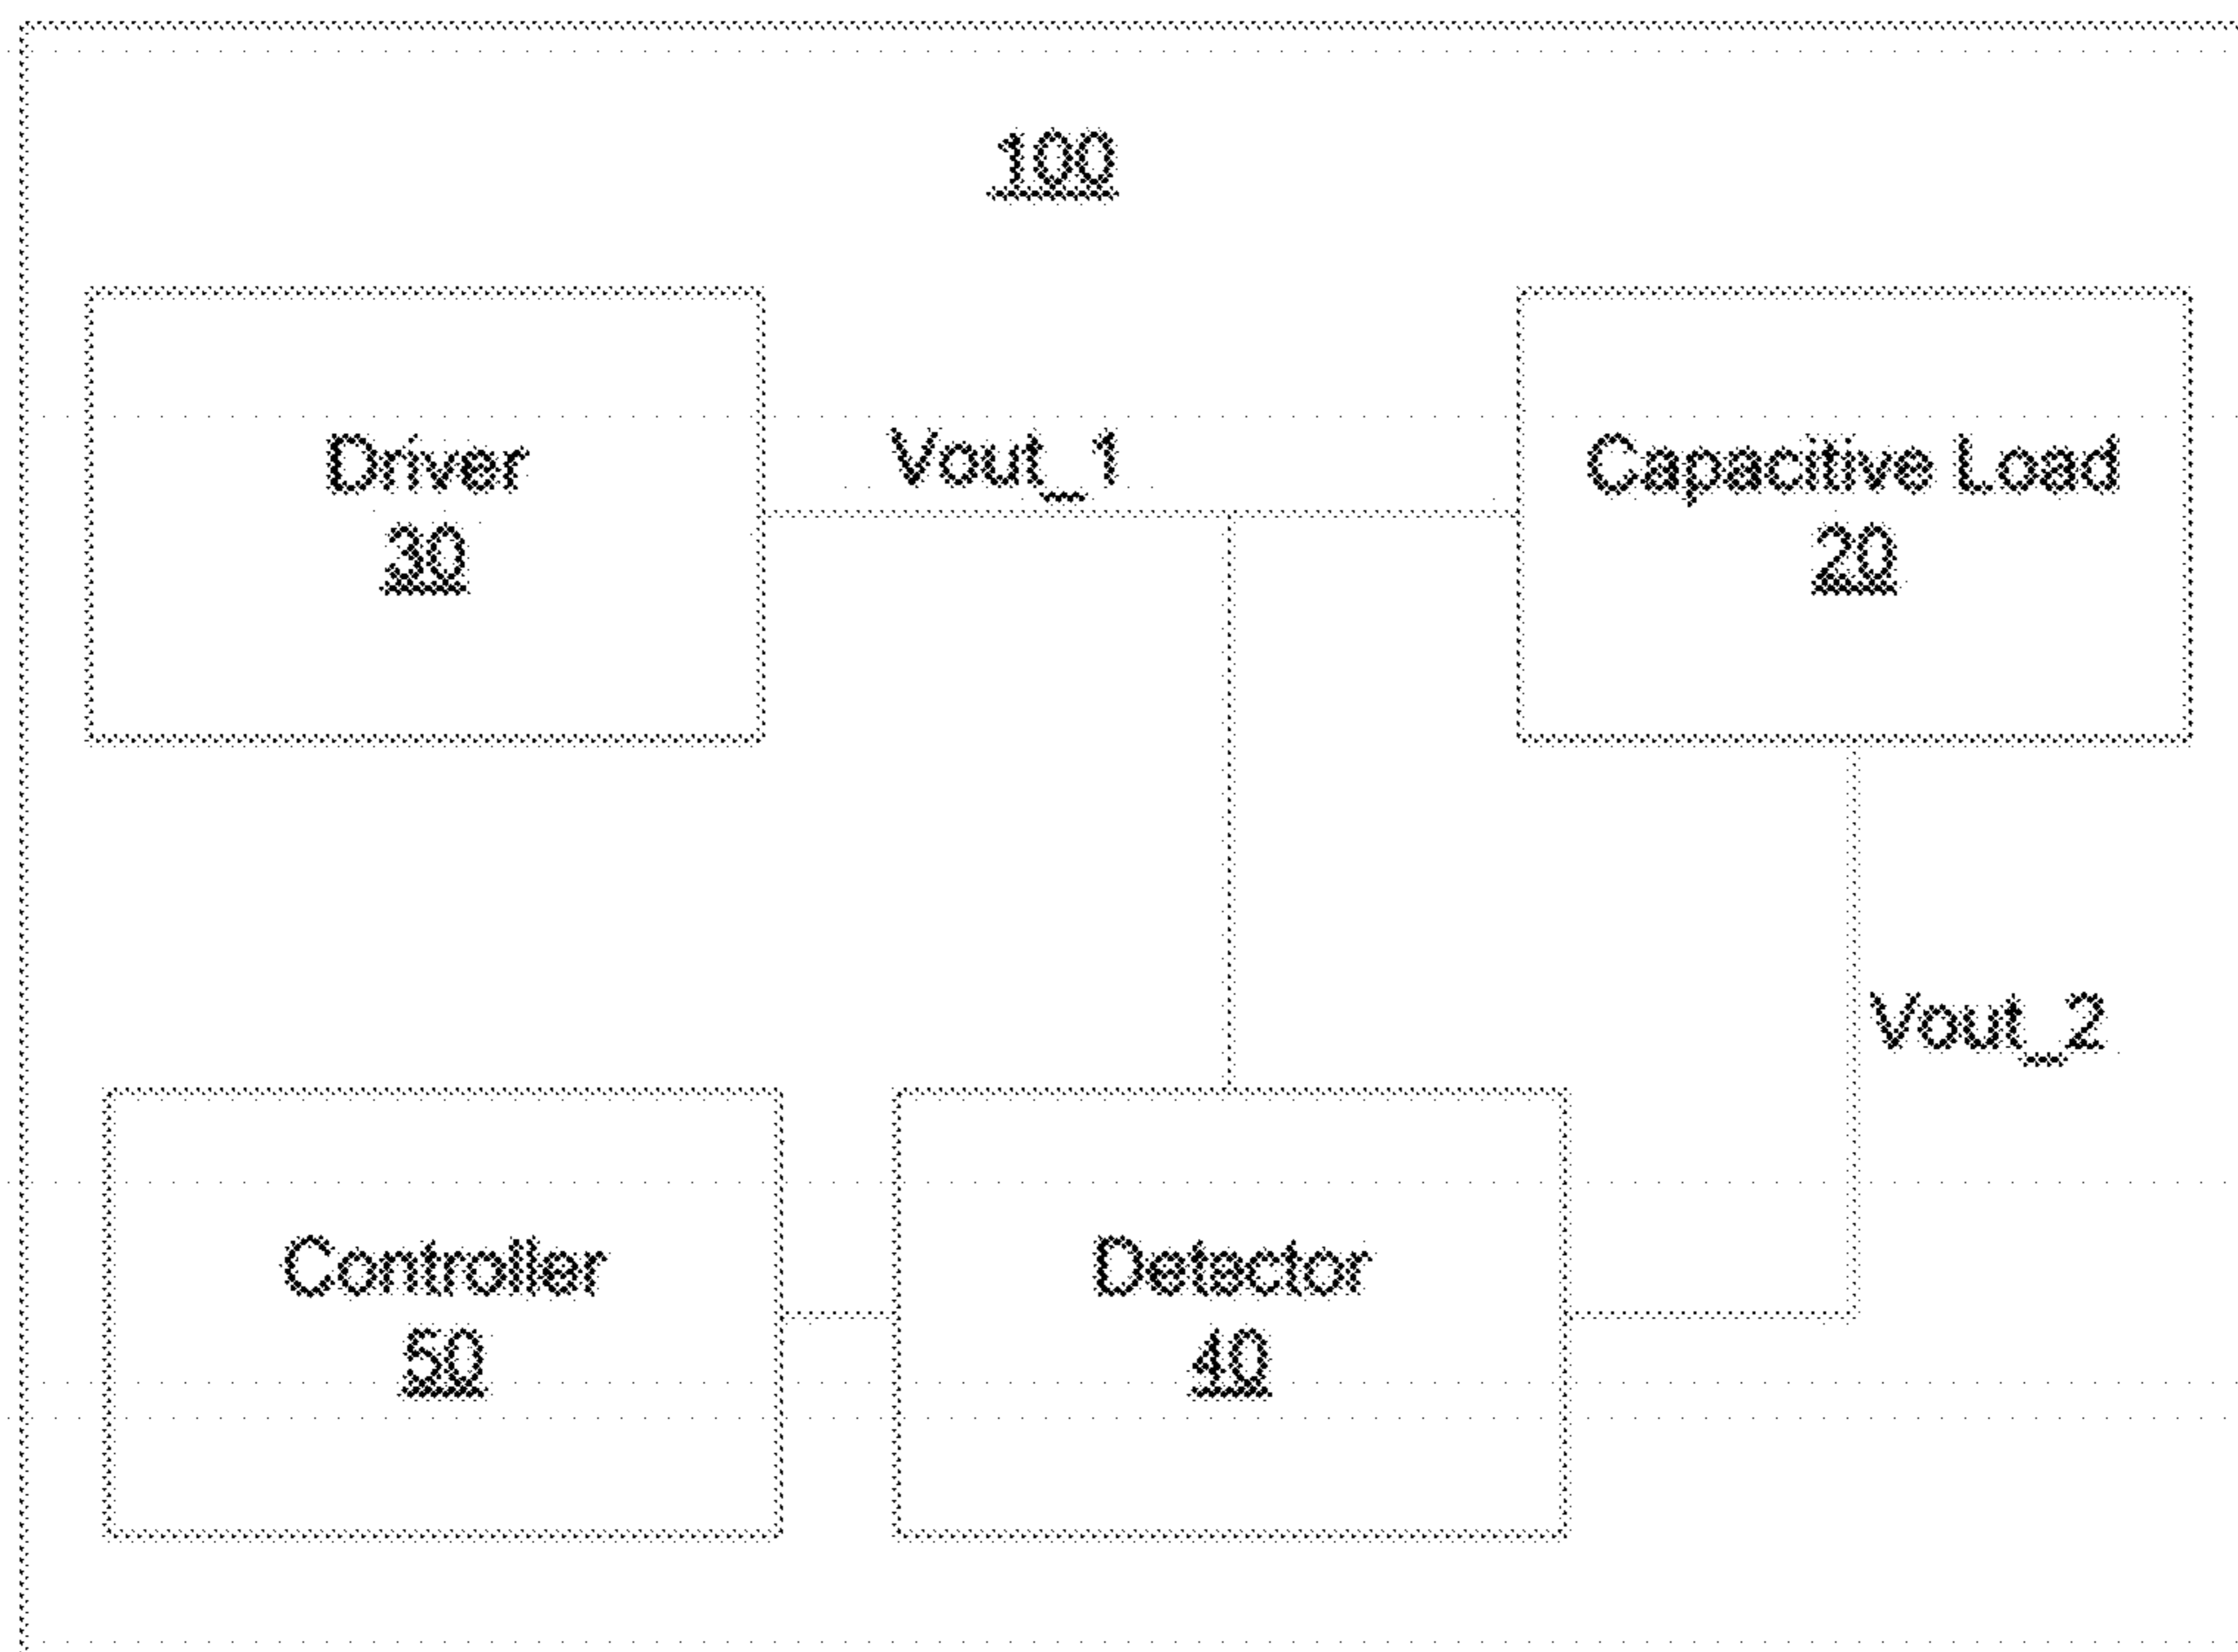 100
Driver
30
Vout_1
Capacitive Load
20
Vout_2
Controller
50
Detector
40